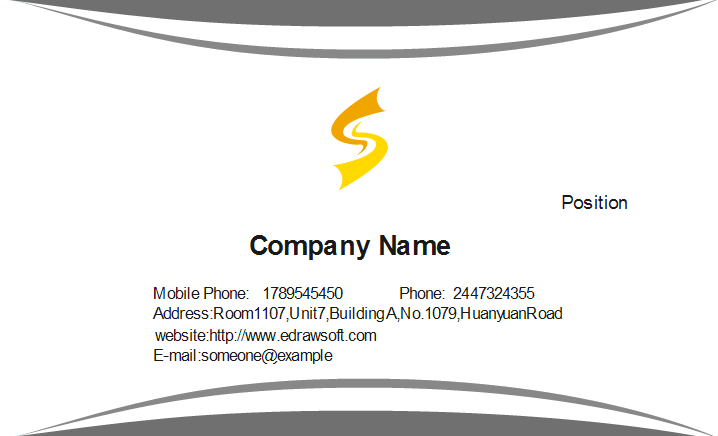 Position
Company Name
Mobile Phone: 1789545450 Phone: 2447324355
Address:Room1107,Unit7,Building A,No.1079,HuanyuanRoad
website:http://www.edrawsoft.com
E-mail:someone@example